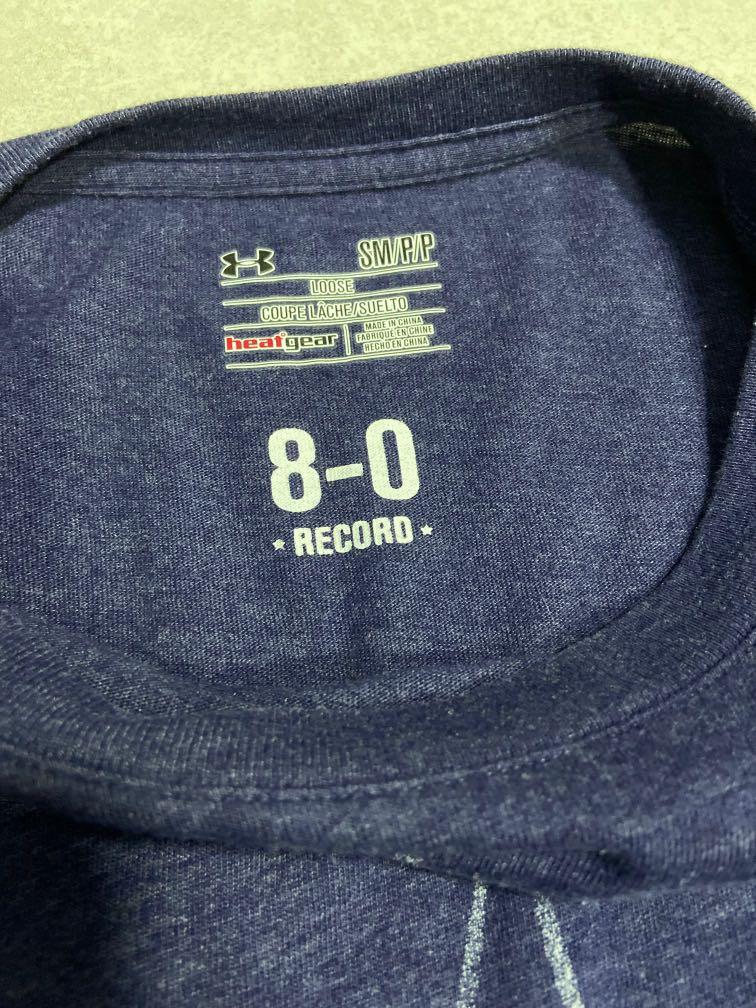 SM/P/P
LOOSE
COUPE LÂCHE/SUELTO
heatgear
MADE IN CHINA
FABRIQUÉ EN CHINE
HECHO EN CHINA
8-0
RECORD